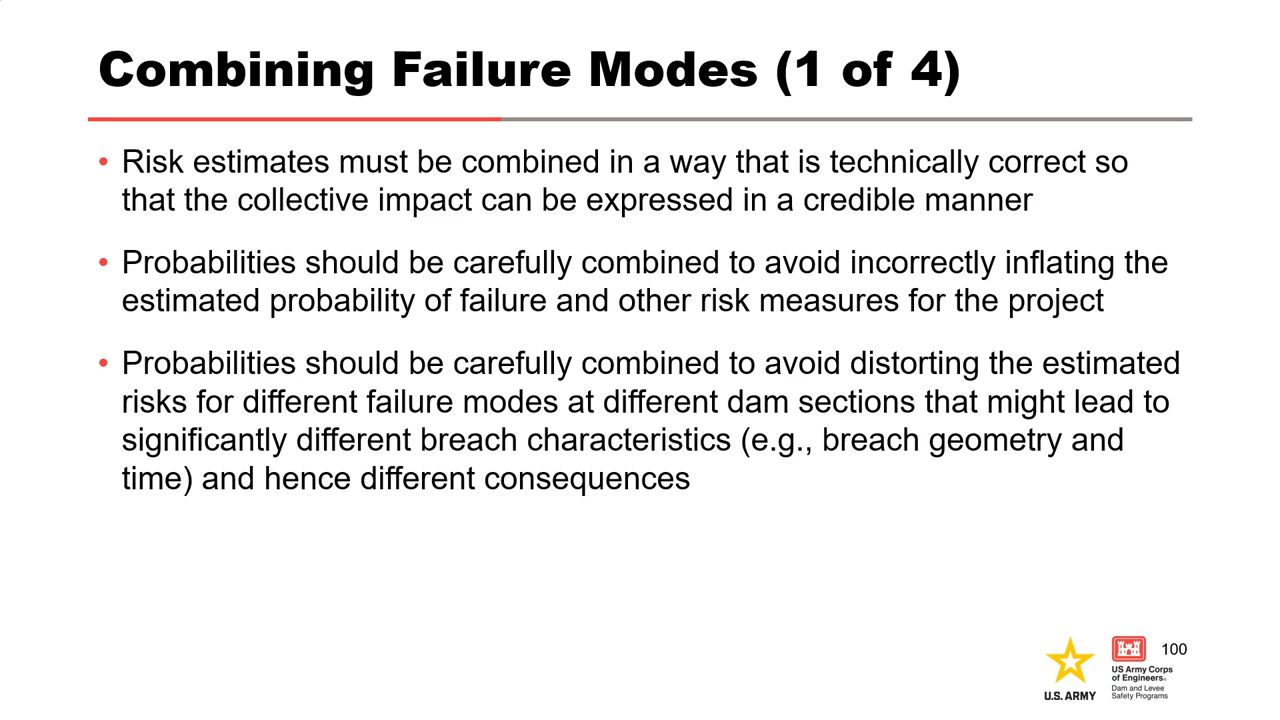 Combining Failure Modes (1 of 4)
• Risk estimates must be combined in a way that is technically correct so
that the collective impact can be expressed in a credible manner
• Probabilities should be carefully combined to avoid incorrectly inflating the
estimated probability of failure and other risk measures for the project
• Probabilities should be carefully combined to avoid distorting the estimated
risks for different failure modes at different dam sections that might lead to
significantly different breach characteristics (e.g., breach geometry and
time) and hence different consequences
U.S. ARMY
US Army Corps
of Engineers®
Dam and Levee
Safety Programs
100